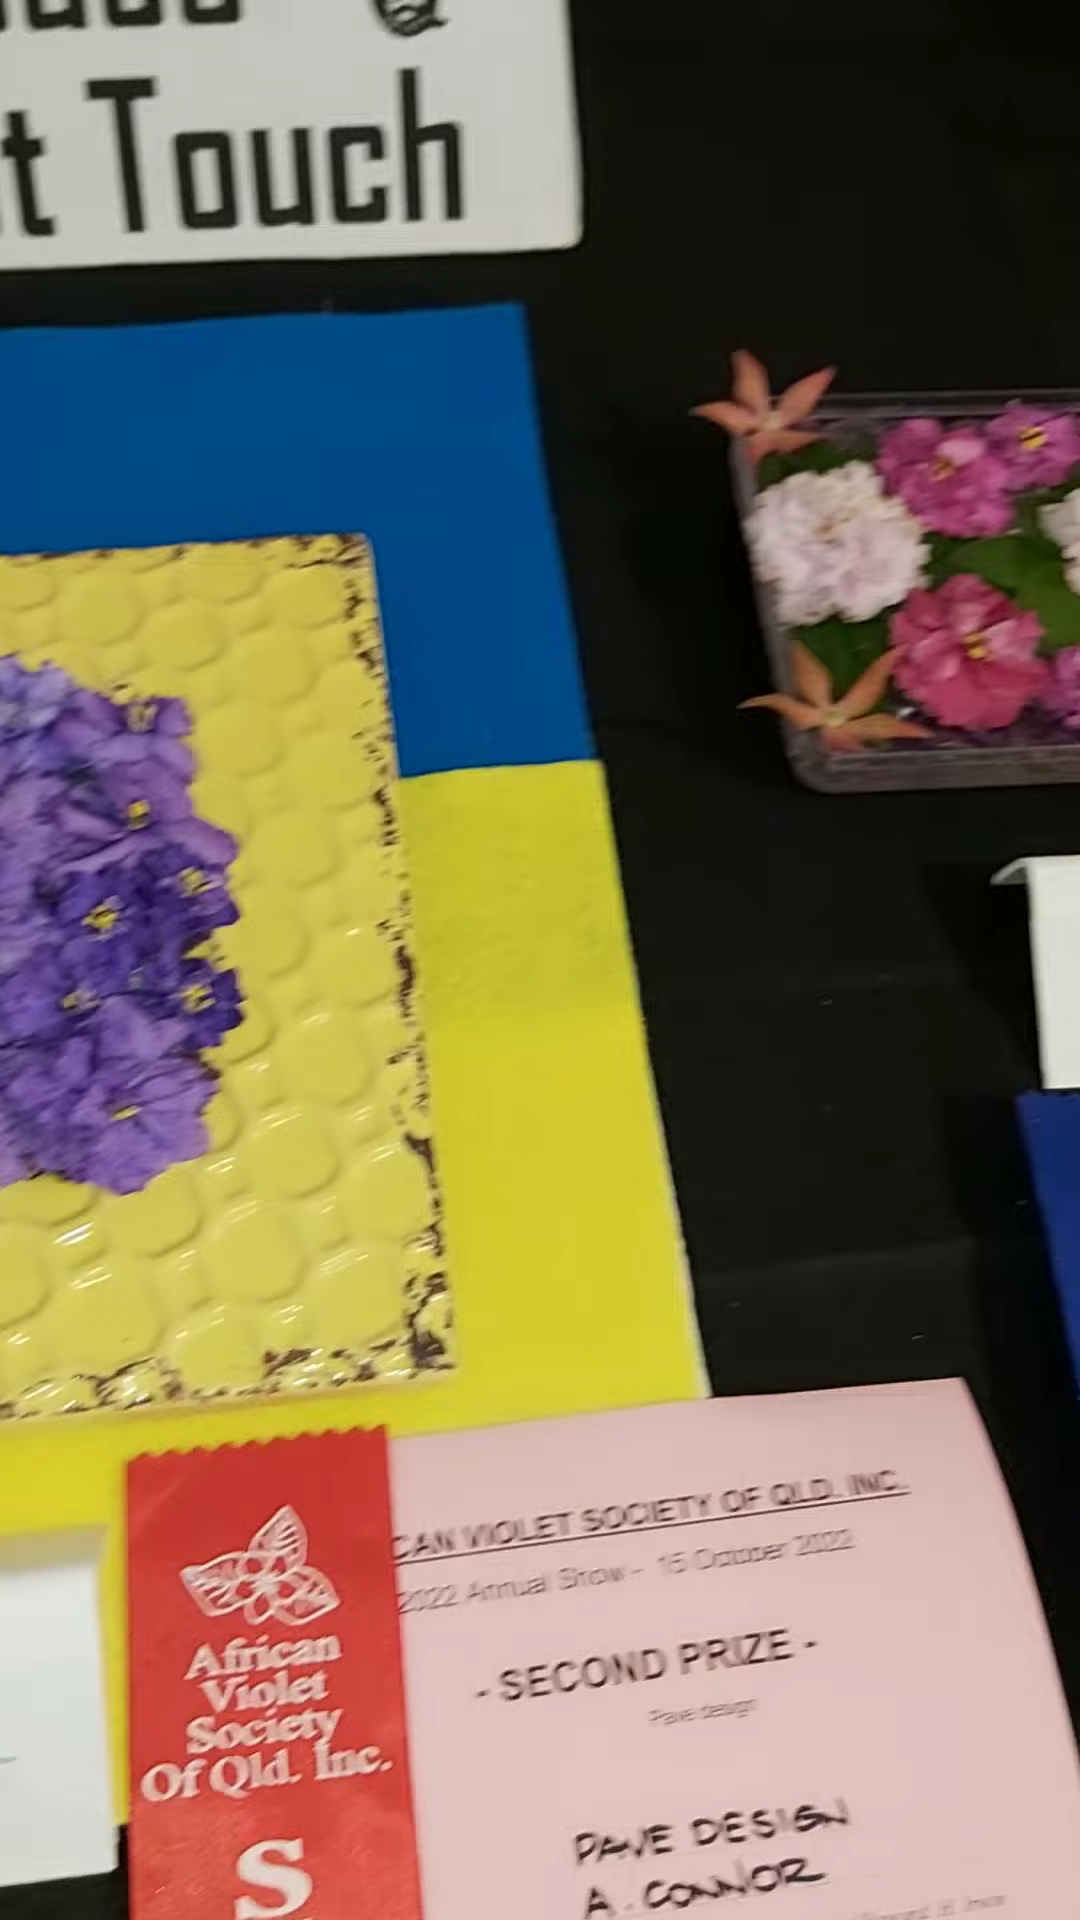 t Touch
CAN VIOLET SOCIETY OF QLD. INC.
2022 Annual Show - 15 October 2022
- SECOND PRIZE -
Pave design
PAVE DESIGN
A. CONNOR
African
Violet
Society
Of Qld. Inc.
S